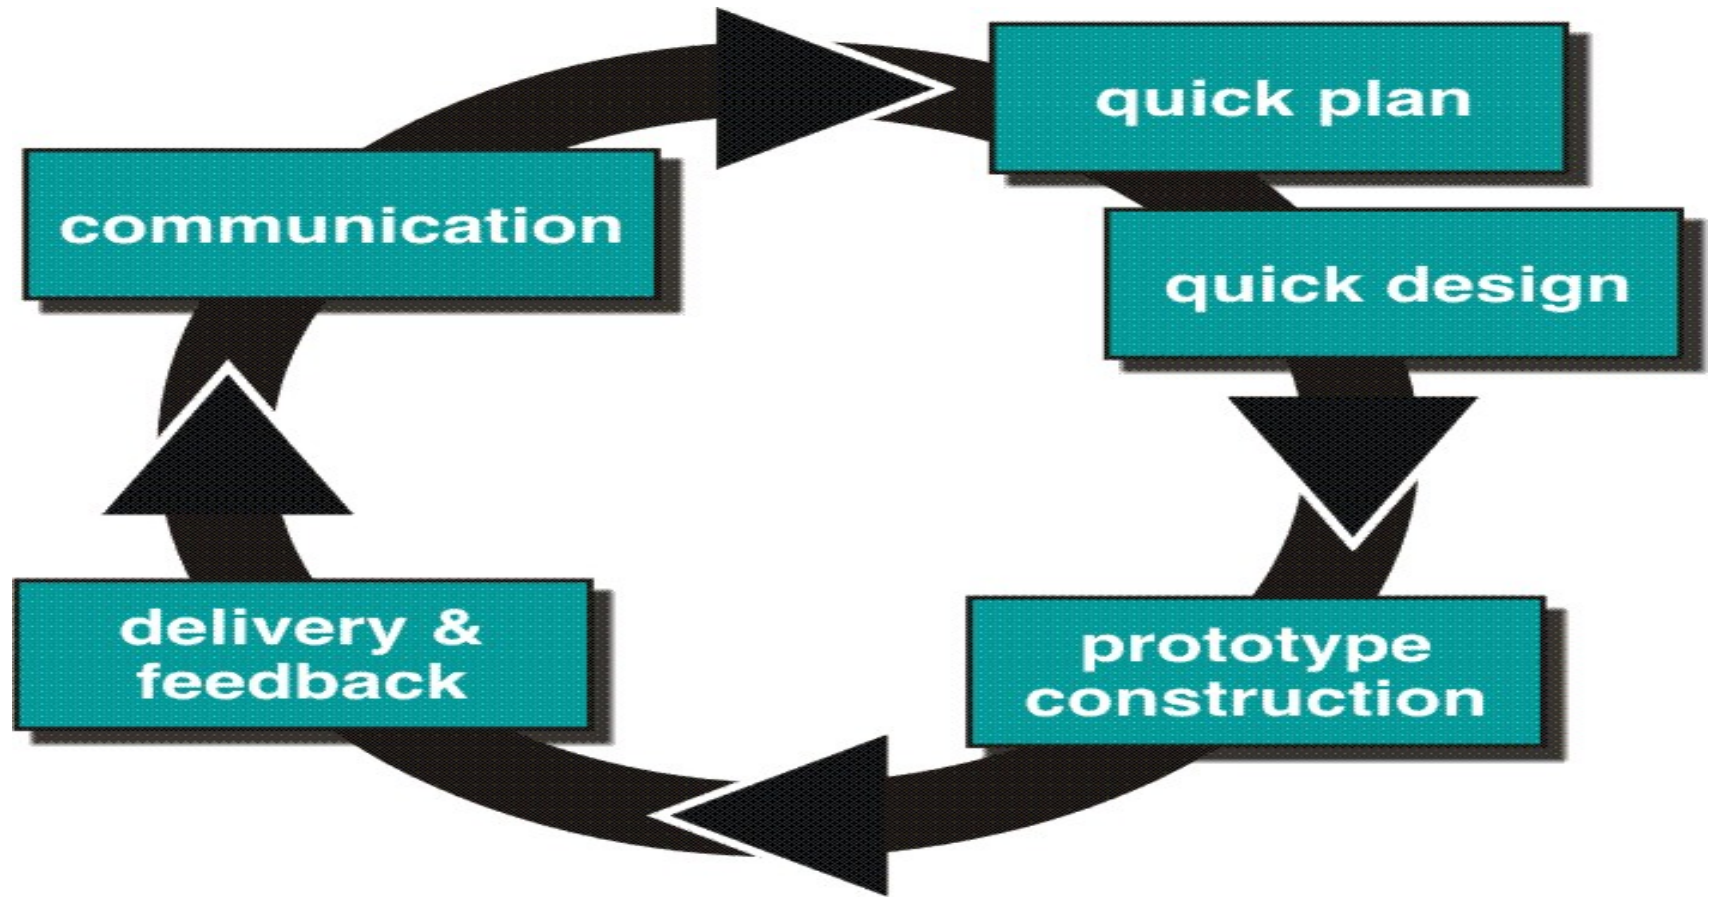 communication
quick plan
quick design
prototype
construction
delivery &
feedback